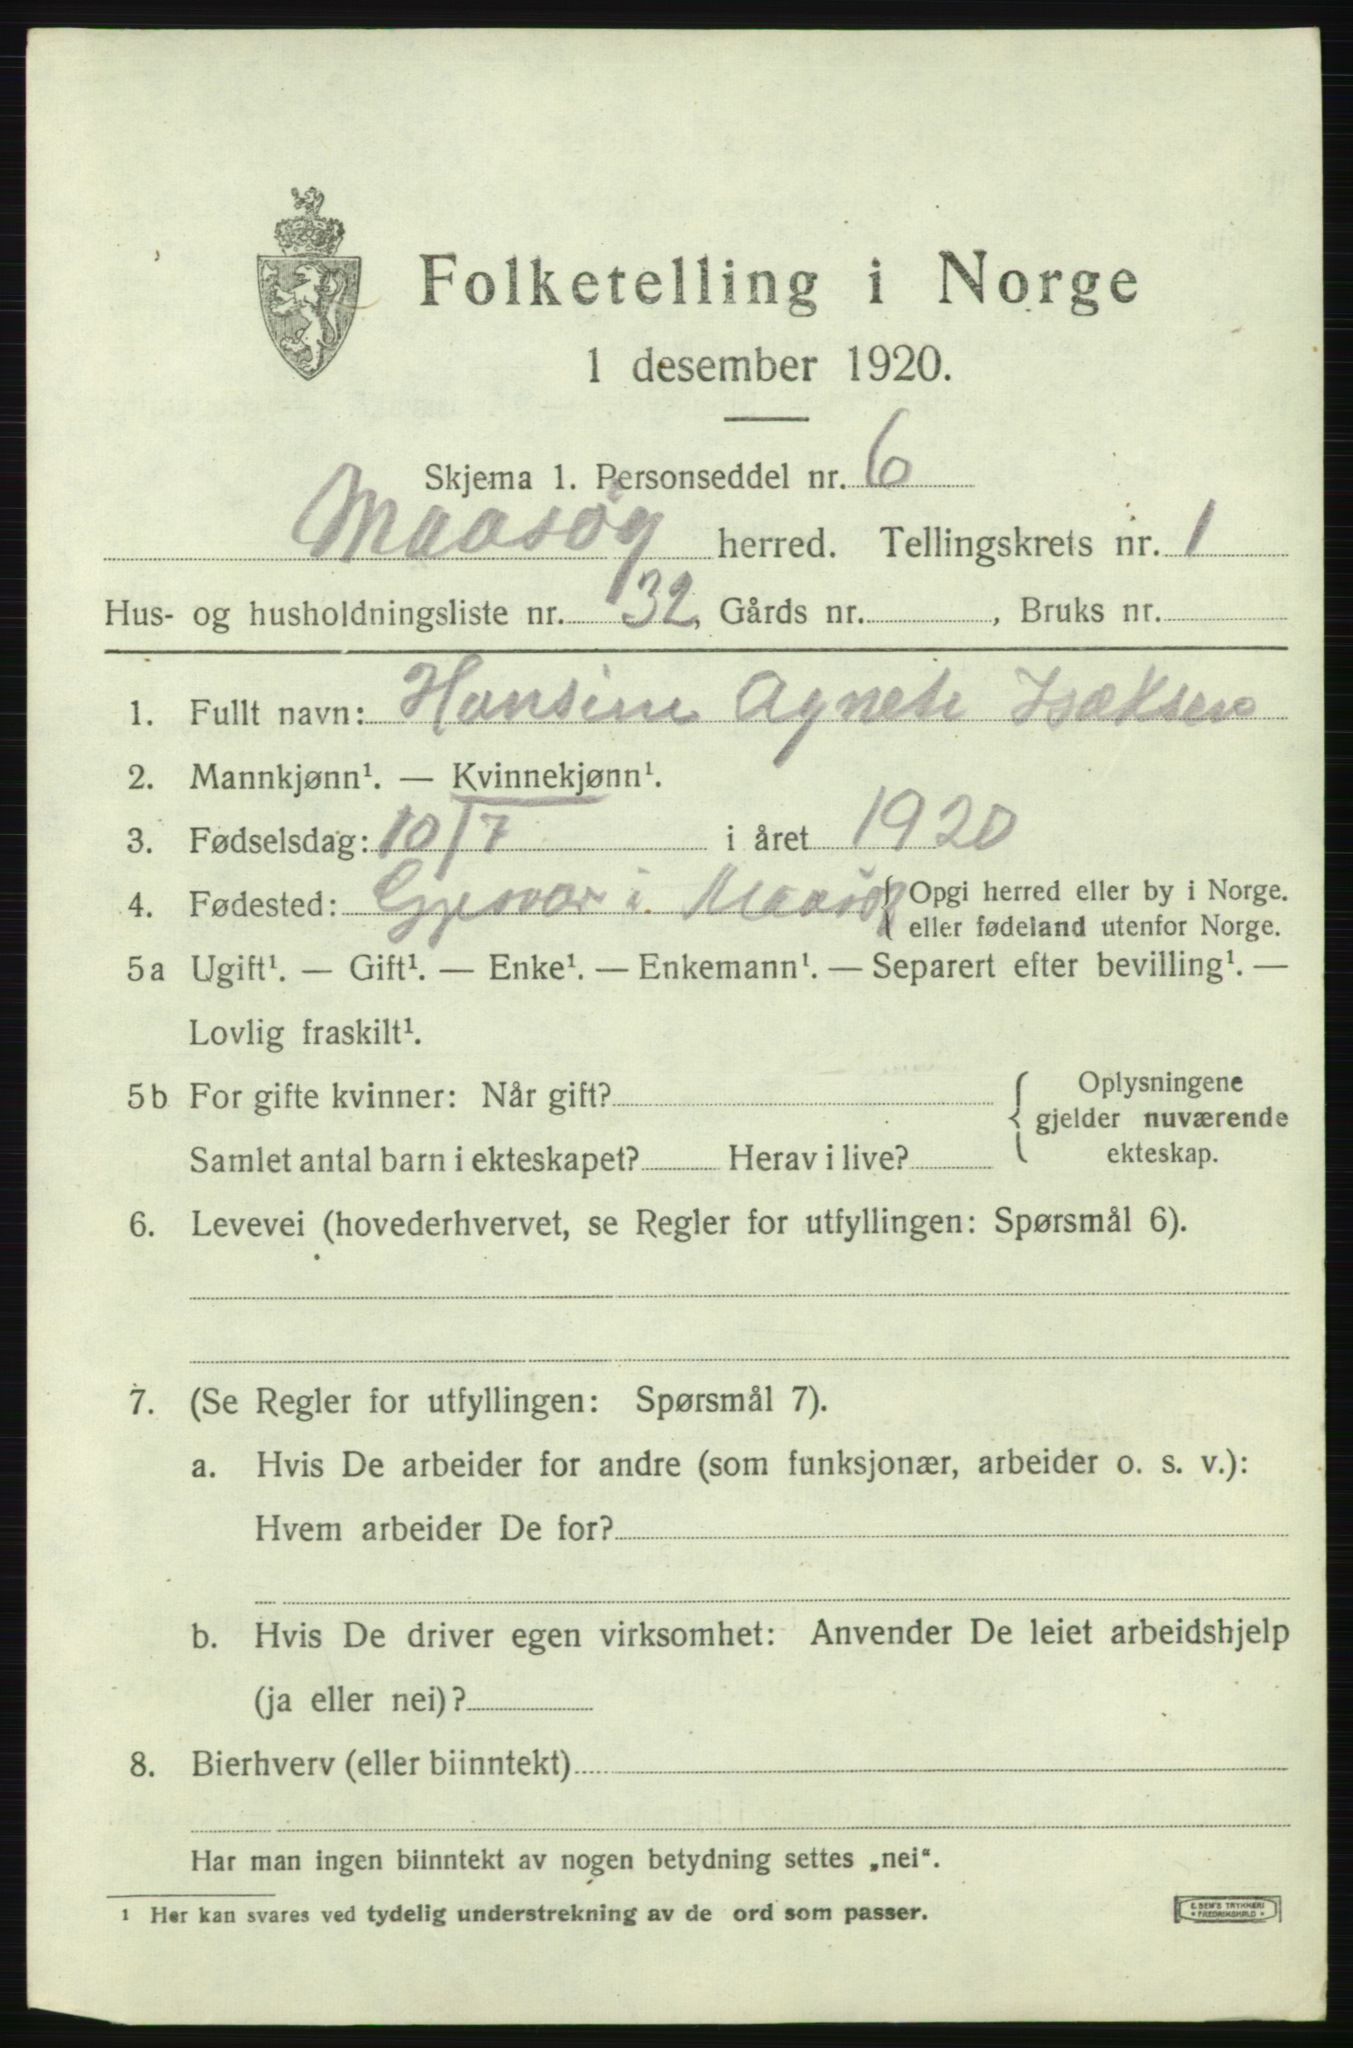 Folketelling i Norge
1 desember 1920.
Skjema 1. Personseddel nr. 6
Maasöy herred. Tellingskrets nr. 1
Hus- og husholdningsliste nr. 32, Gårds nr. , Bruks nr.
1. Fullt navn: Hansine Agnete Isæksen
2. Mannkjønn¹. — Kvinnekjønn¹.
3. Fødselsdag: 10/7 i året 1920
4. Fødested: Gjesvær i Maasöy { Opgi herred eller by i Norge.
eller fødeland utenfor Norge.
5a Ugift¹. — Gift¹. — Enke¹. — Enkemann¹. — Separert efter bevilling¹. —
Lovlig fraskilt¹.
5b For gifte kvinner: Når gift? { Oplysningene
gjelder nuværende
Samlet antal barn i ekteskapet? Herav i live? ekteskap.
6. Levevei (hovederhvervet, se Regler for utfyllingen: Spørsmål 6).
7. (Se Regler for utfyllingen: Spørsmål 7).
a. Hvis De arbeider for andre (som funksjonær, arbeider o. s. v.):
Hvem arbeider De for?
b. Hvis De driver egen virksomhet: Anvender De leiet arbeidshjelp
(ja eller nei)?
8. Bierhverv (eller biinntekt)
Har man ingen biinntekt av nogen betydning settes „nei“.
¹ Her kan svares ved tydelig understrekning av de ord som passer.
E. SEM'S TRYKKERI
* FREDRIKSHALD *